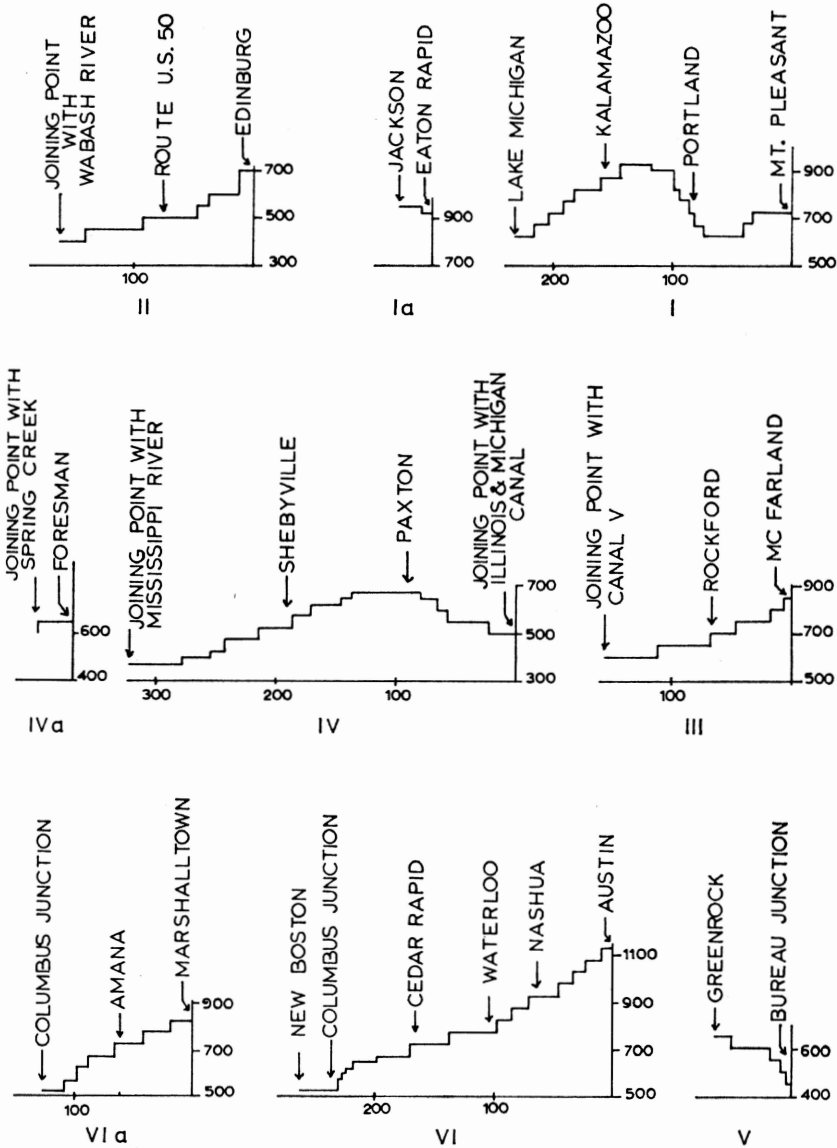 JOINING POINT
WITH
WABASH RIVER
ROUTE U.S. 50
EDINBURG
700
500
300
100
II
JACKSON
EATON RAPID
900
700
Ia
LAKE MICHIGAN
KALAMAZOO
PORTLAND
MT. PLEASANT
900
700
500
200
100
I
JOINING POINT WITH
SPRING CREEK
FORESMAN
600
400
IVa
JOINING POINT WITH
MISSISSIPPI RIVER
SHEBYVILLE
PAXTON
JOINING POINT WITH
ILLINOIS & MICHIGAN
CANAL
700
500
300
300
200
100
IV
JOINING POINT WITH
CANAL V
ROCKFORD
MC FARLAND
900
700
500
100
III
COLUMBUS JUNCTION
AMANA
MARSHALLTOWN
900
700
500
100
VIa
NEW BOSTON
COLUMBUS JUNCTION
CEDAR RAPID
WATERLOO
NASHUA
AUSTIN
1100
900
700
500
200
100
VI
GREENROCK
BUREAU JUNCTION
600
400
V